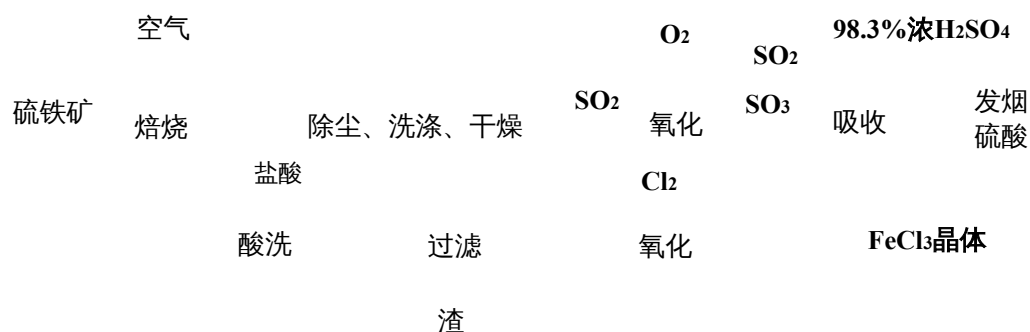 空气
O2
98.3%浓H2SO4
SO2
硫铁矿
焙烧
除尘、洗涤、干燥
SO2
氧化
SO3
吸收
发烟
硫酸
盐酸
Cl2
酸洗
过滤
氧化
FeCl3晶体
渣